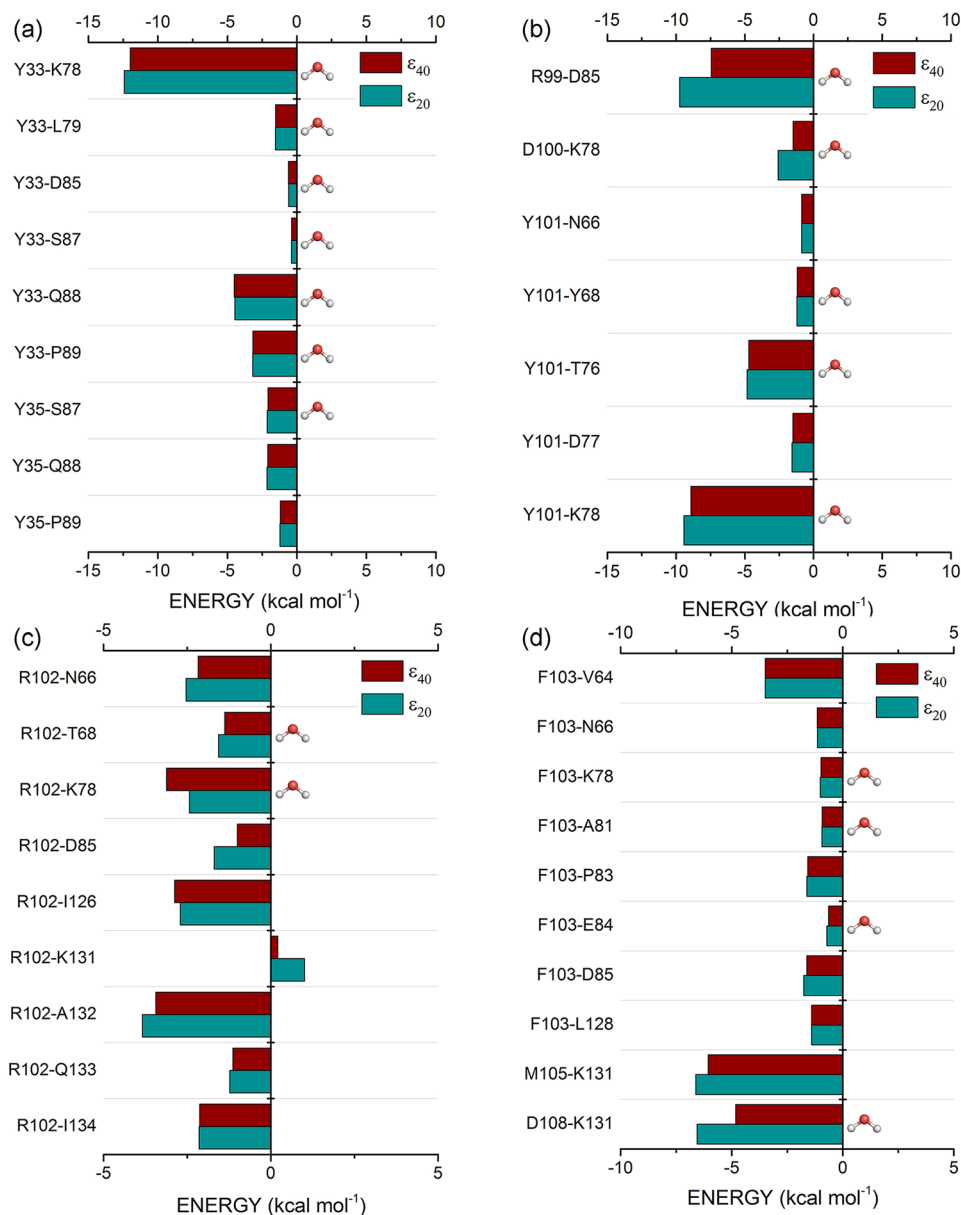 (a)
-15 -10 -5 0 5 10
ε40
ε20
Y33-K78
Y33-L79
Y33-D85
Y33-S87
Y33-Q88
Y33-P89
Y35-S87
Y35-Q88
Y35-P89
-15 -10 -5 0 5 10
ENERGY (kcal mol-1)
(b)
-15 -10 -5 0 5 10
ε40
ε20
R99-D85
D100-K78
Y101-N66
Y101-Y68
Y101-T76
Y101-D77
Y101-K78
-15 -10 -5 0 5 10
ENERGY (kcal mol-1)
(c)
-5 0 5
ε40
ε20
R102-N66
R102-T68
R102-K78
R102-D85
R102-I126
R102-K131
R102-A132
R102-Q133
R102-I134
-5 0 5
ENERGY (kcal mol-1)
(d)
-10 -5 0 5
ε40
ε20
F103-V64
F103-N66
F103-K78
F103-A81
F103-P83
F103-E84
F103-D85
F103-L128
M105-K131
D108-K131
-10 -5 0 5
ENERGY (kcal mol-1)